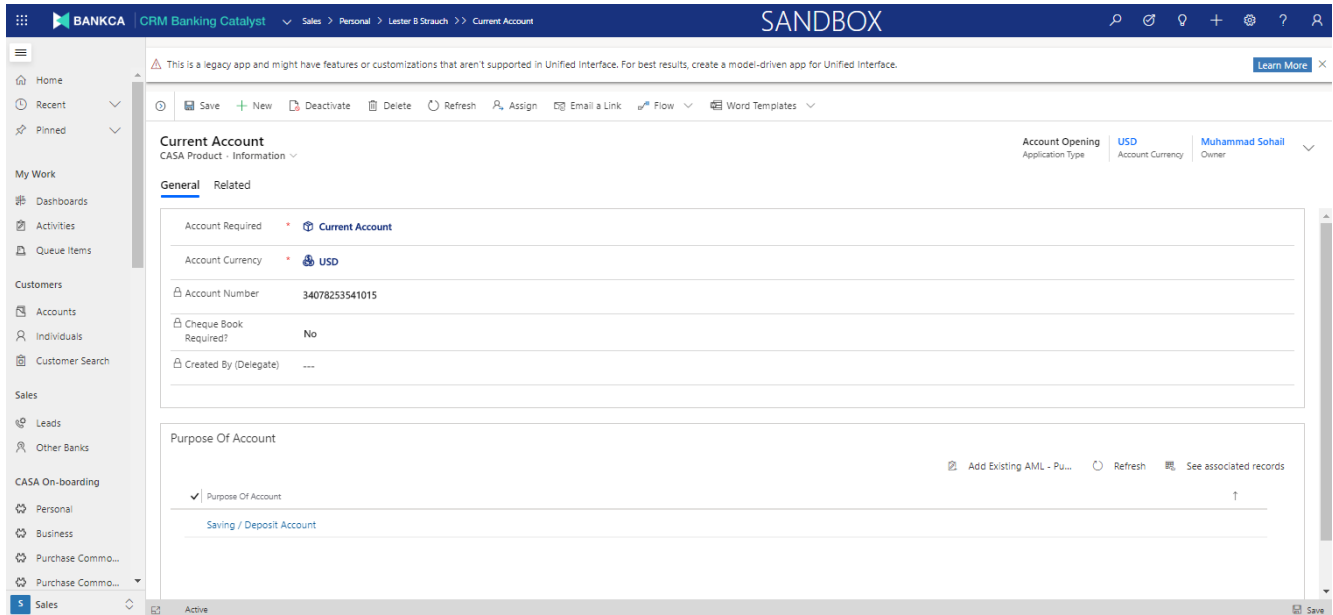 BANKCA CRM Banking Catalyst Sales > Personal > Lester B Strauch >> Current Account SANDBOX
This is a legacy app and might have features or customizations that aren't supported in Unified Interface. For best results, create a model-driven app for Unified Interface. Learn More
Home
Recent
Pinned
My Work
Dashboards
Activities
Queue Items
Customers
Accounts
Individuals
Customer Search
Sales
Leads
Other Banks
CASA On-boarding
Personal
Business
Purchase Commo...
Purchase Commo...
S Sales
Save New Deactivate Delete Refresh Assign Email a Link Flow Word Templates
Current Account
CASA Product · Information
Account Opening
Application Type
USD
Account Currency
Muhammad Sohail
Owner
General Related
Account Required * Current Account
Account Currency * USD
Account Number 34078253541015
Cheque Book
Required? No
Created By (Delegate) ---
Purpose Of Account
Add Existing AML - Pu... Refresh See associated records
Purpose Of Account
Saving / Deposit Account
Active Save